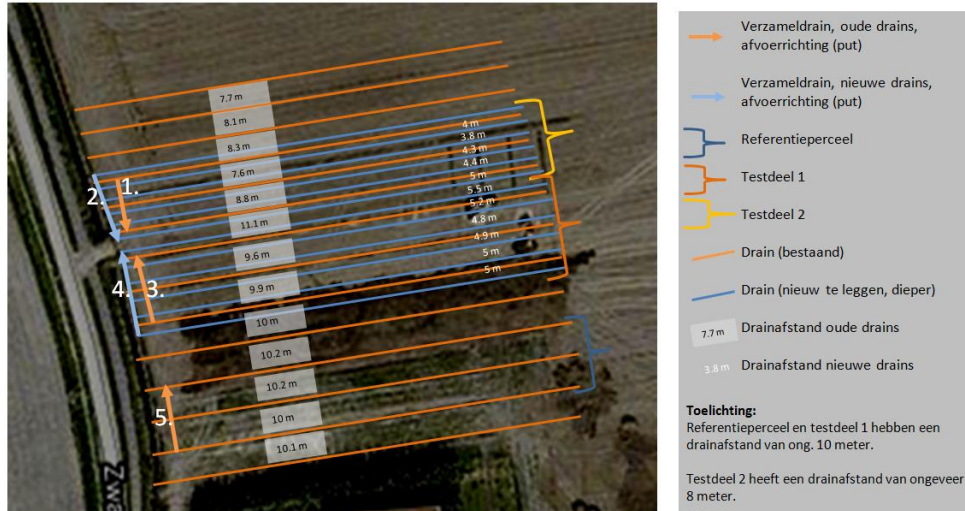 7.7 m
8.1 m
8.3 m
7.6 m
8.8 m
11.1 m
9.6 m
9.9 m
10 m
10.2 m
10.2 m
10 m
10.1 m
4 m
3.8 m
4.3 m
4.4 m
5 m
5.5 m
5.2 m
4.8 m
4.9 m
5 m
5 m
1.
2.
3.
4.
5.
Zwa
Verzameldrain, oude drains,
afvoerrichting (put)
Verzameldrain, nieuwe drains,
afvoerrichting (put)
Referentieperceel
Testdeel 1
Testdeel 2
Drain (bestaand)
Drain (nieuw te leggen, dieper)
7.7 m Drainafstand oude drains
3.8 m Drainafstand nieuwe drains
Toelichting:
Referentieperceel en testdeel 1 hebben een
drainafstand van ong. 10 meter.
Testdeel 2 heeft een drainafstand van ongeveer
8 meter.